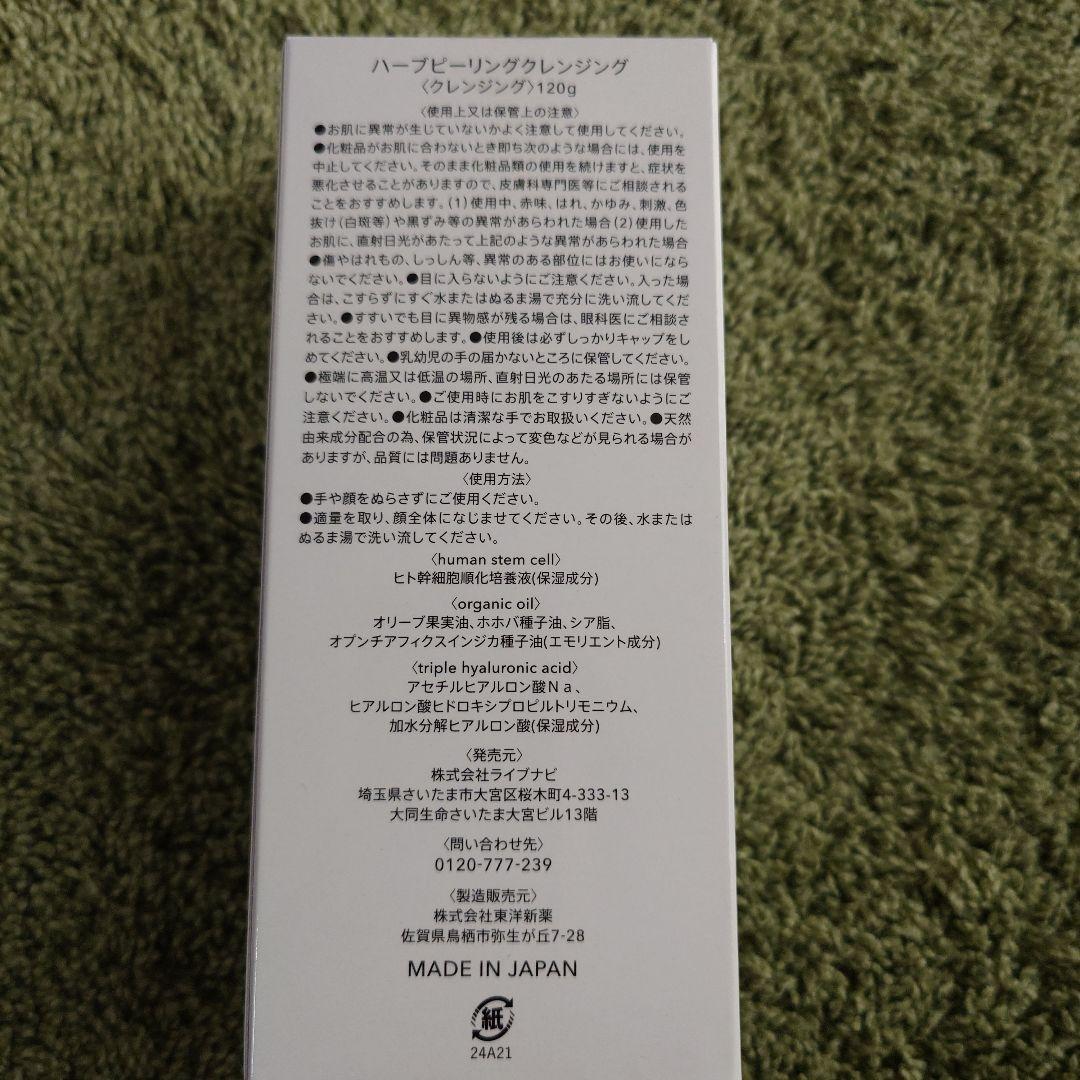 ハーブピーリングクレンジング
〈クレンジング〉120g
〈使用上又は保管上の注意〉
●お肌に異常が生じていないかよく注意して使用してください。
●化粧品がお肌に合わないとき即ち次のような場合には、使用を
中止してください。そのまま化粧品類の使用を続けますと、症状を
悪化させることがありますので、皮膚科専門医等にご相談される
ことをおすすめします。(1)使用中、赤味、はれ、かゆみ、刺激、色
抜け(白斑等)や黒ずみ等の異常があらわれた場合(2)使用した
お肌に、直射日光があたって上記のような異常があらわれた場合
●傷やはれもの、しっしん等、異常のある部位にはお使いになら
ないでください。●目に入らないようにご注意ください。入った場
合は、こすらずにすぐ水またはぬるま湯で充分に洗い流してくだ
さい。●すすいでも目に異物感が残る場合は、眼科医にご相談さ
れることをおすすめします。●使用後は必ずしっかりキャップをし
めてください。●乳幼児の手の届かないところに保管してください。
●極端に高温又は低温の場所、直射日光のあたる場所には保管
しないでください。●ご使用時にお肌をこすりすぎないようにご
注意ください。●化粧品は清潔な手でお取扱いください。●天然
由来成分配合の為、保管状況によって変色などが見られる場合が
ありますが、品質には問題ありません。
〈使用方法〉
●手や顔をぬらさずにご使用ください。
●適量を取り、顔全体になじませてください。その後、水または
ぬるま湯で洗い流してください。
〈human stem cell〉
ヒト幹細胞順化培養液(保湿成分)
〈organic oil〉
オリーブ果実油、ホホバ種子油、シア脂、
オプンチアフィクスインジカ種子油(エモリエント成分)
〈triple hyaluronic acid〉
アセチルヒアルロン酸Ｎａ、
ヒアルロン酸ヒドロキシプロピルトリモニウム、
加水分解ヒアルロン酸(保湿成分)
〈発売元〉
株式会社ライブナビ
埼玉県さいたま市大宮区桜木町4-333-13
大同生命さいたま大宮ビル13階
〈問い合わせ先〉
0120-777-239
〈製造販売元〉
株式会社東洋新薬
佐賀県鳥栖市弥生が丘7-28
MADE IN JAPAN
紙
24A21